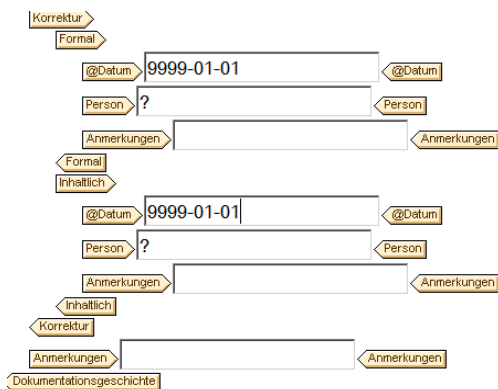 Korrektur
Formal
@Datum 9999-01-01 @Datum
Person ? Person
Anmerkungen Anmerkungen
Formal
Inhaltlich
@Datum 9999-01-01 @Datum
Person ? Person
Anmerkungen Anmerkungen
Inhaltlich
Korrektur
Anmerkungen Anmerkungen
Dokumentationsgeschichte